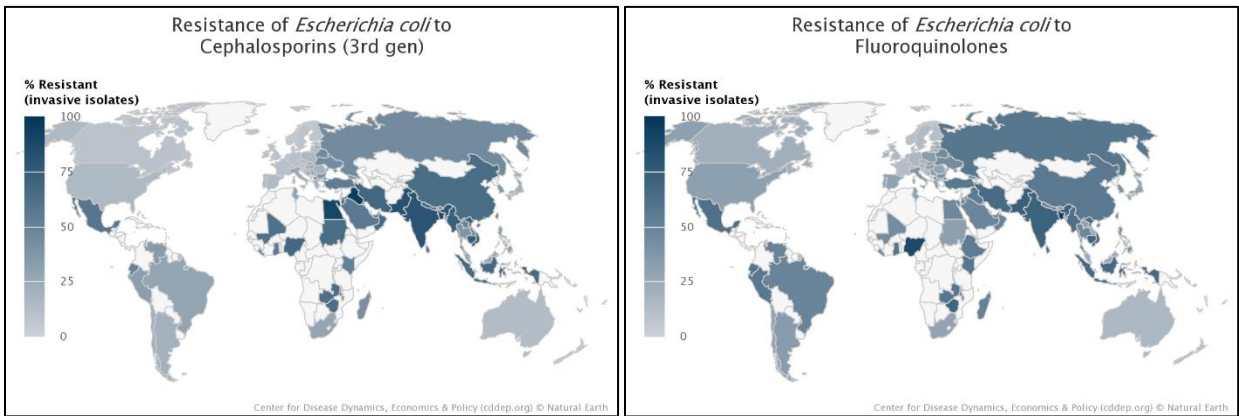 Resistance of Escherichia coli to
Cephalosporins (3rd gen)
% Resistant
(invasive isolates)
100
75
50
25
0
Center for Disease Dynamics, Economics & Policy (cddep.org) © Natural Earth
Resistance of Escherichia coli to
Fluoroquinolones
% Resistant
(invasive isolates)
100
75
50
25
0
Center for Disease Dynamics, Economics & Policy (cddep.org) © Natural Earth